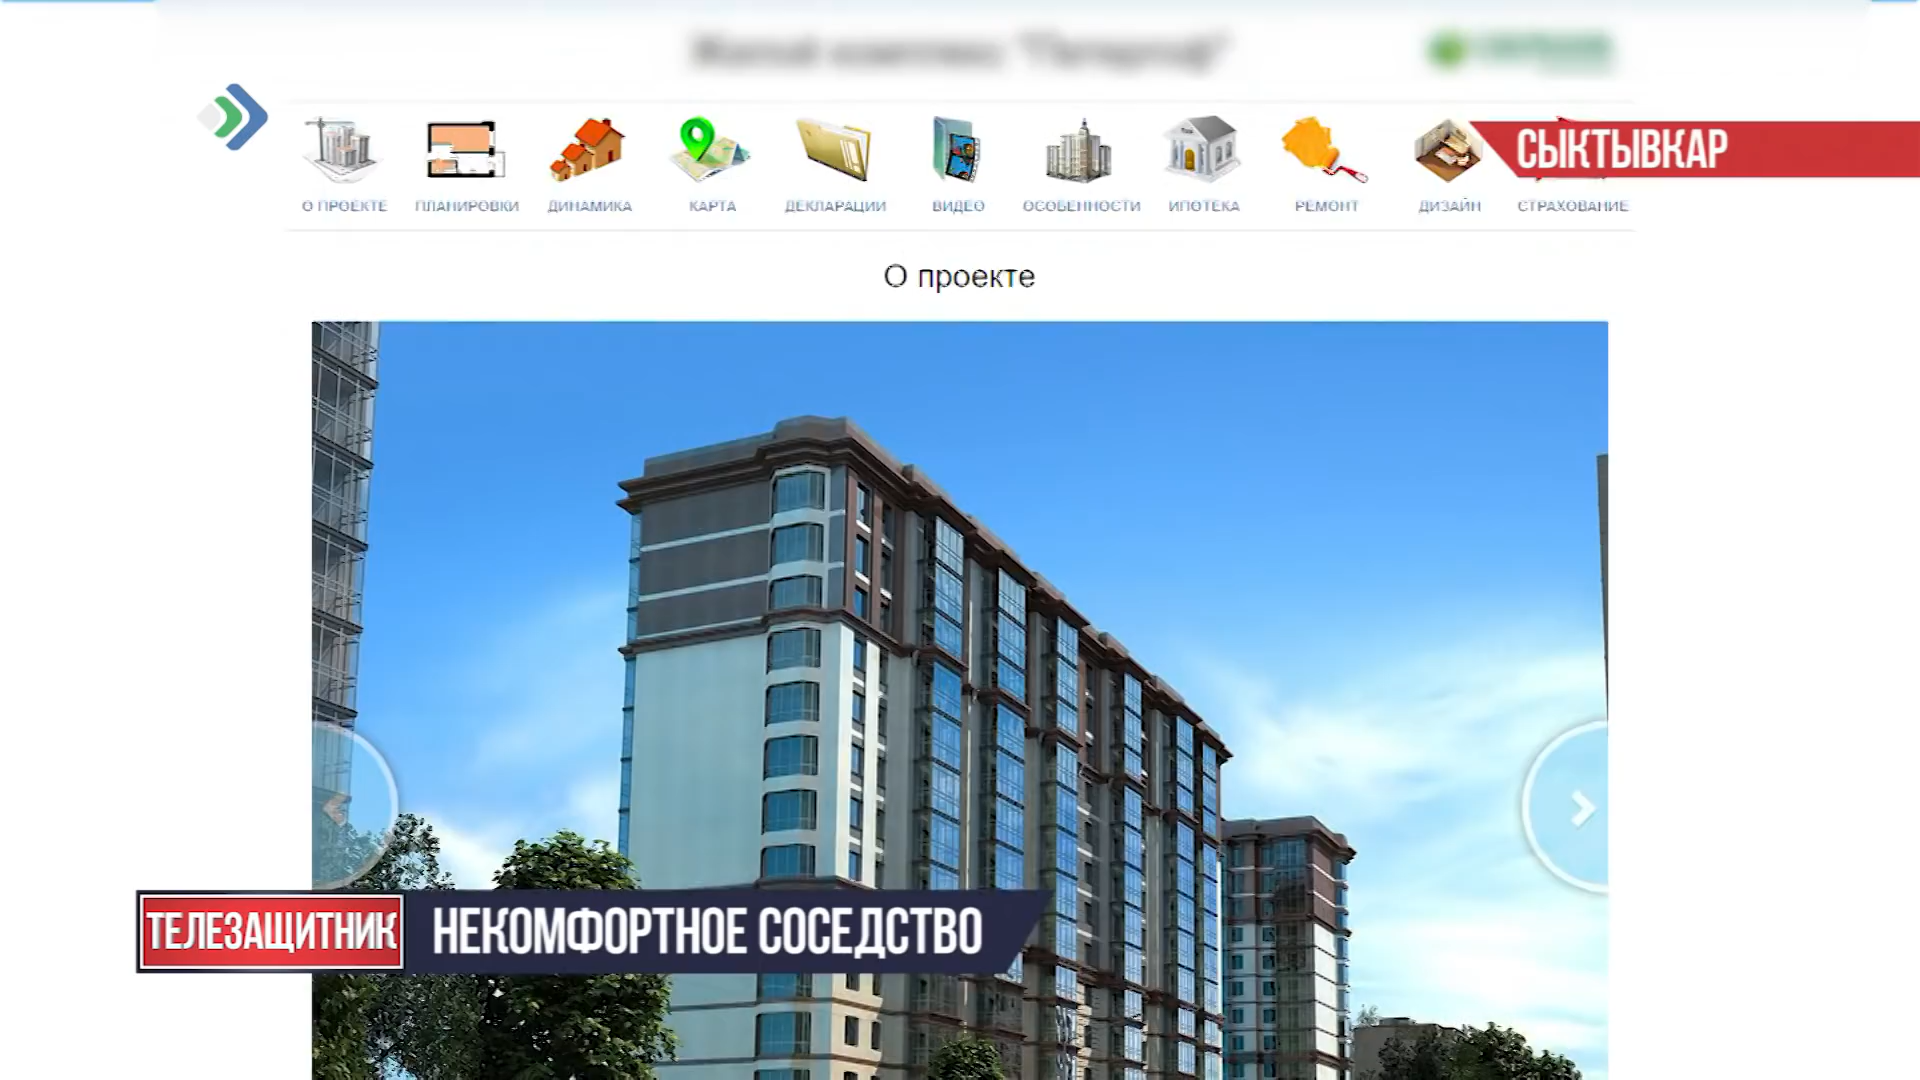 СЫКТЫВКАР
О ПРОЕКТЕ
ПЛАНИРОВКИ
ДИНАМИКА
КАРТА
ДЕКЛАРАЦИИ
ВИДЕО
ОСОБЕННОСТИ
ИПОТЕКА
РЕМОНТ
ДИЗАЙН
СТРАХОВАНИЕ
О проекте
ТЕЛЕЗАЩИТНИК
НЕКОМФОРТНОЕ СОСЕДСТВО